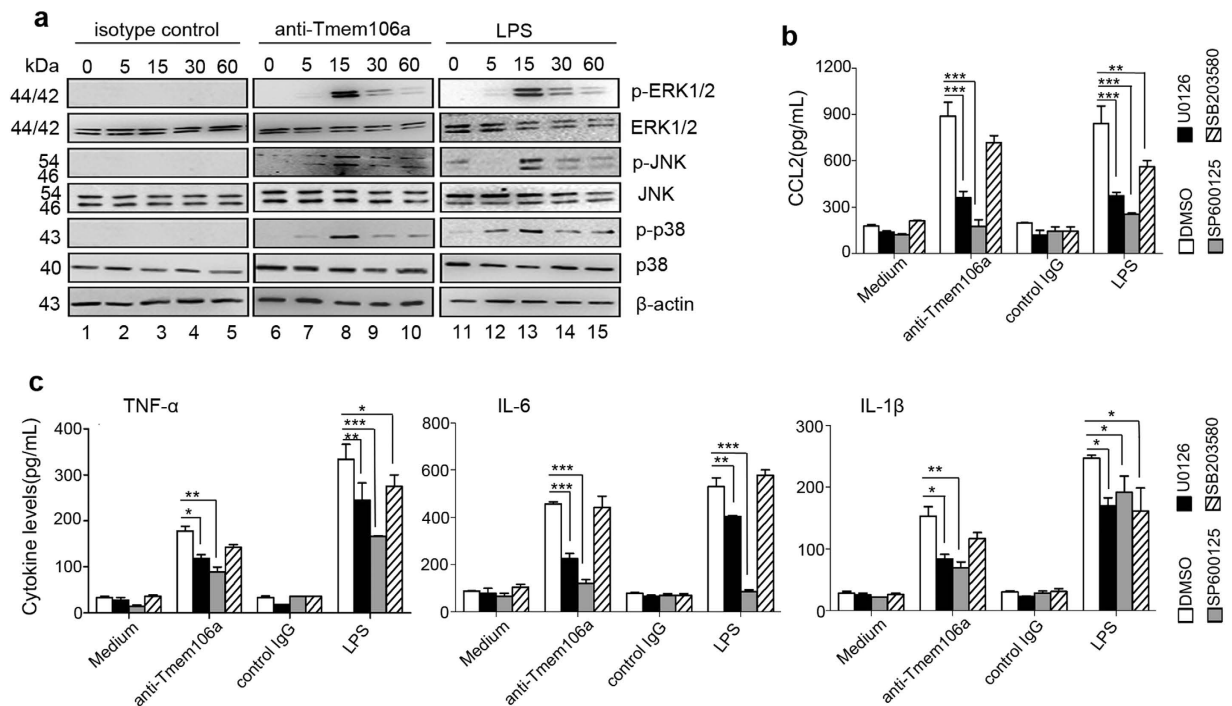 a
isotype control
anti-Tmem106a
LPS
kDa
0 5 15 30 60
0 5 15 30 60
0 5 15 30 60
44/42
p-ERK1/2
44/42
ERK1/2
54
46
p-JNK
54
46
JNK
43
p-p38
40
p38
43
β-actin
1 2 3 4 5 6 7 8 9 10 11 12 13 14 15
b
CCL2(pg/mL)
1200
900
600
300
0
***
***
**
***
***
Medium
anti-Tmem106a
control IgG
LPS
DMSO
U0126
SP600125
SB203580
c
Cytokine levels(pg/mL)
TNF-α
400
300
200
100
0
**
*
*
***
**
Medium
anti-Tmem106a
control IgG
LPS
IL-6
800
600
400
200
0
***
***
***
**
Medium
anti-Tmem106a
control IgG
LPS
IL-1β
300
200
100
0
**
*
*
*
*
Medium
anti-Tmem106a
control IgG
LPS
DMSO
U0126
SP600125
SB203580